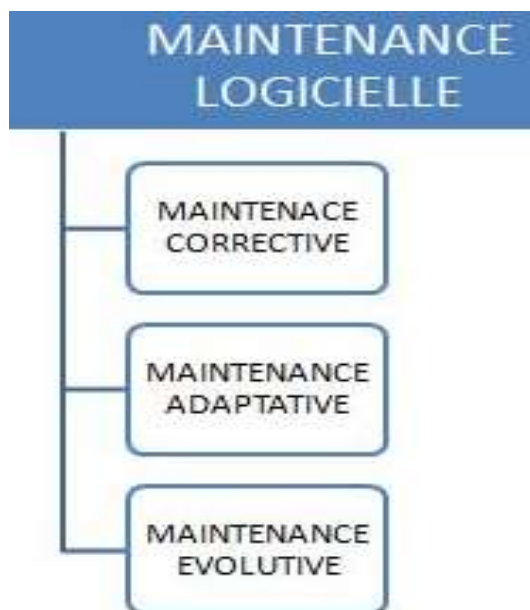 MAINTENANCE
LOGICIELLE
MAINTENACE
CORRECTIVE
MAINTENANCE
ADAPTATIVE
MAINTENANCE
EVOLUTIVE